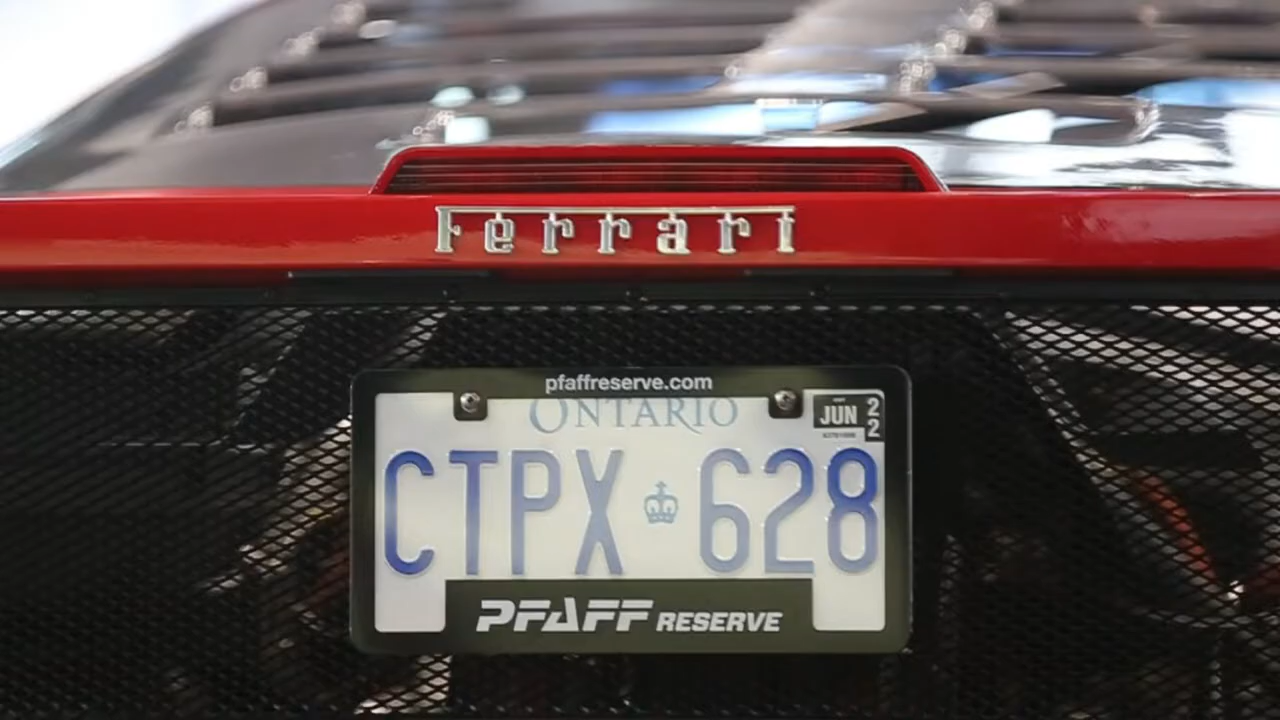 Ferrari
pfaffreserve.com
ONTARIO
JUN 22
CTPX 628
PFAFF RESERVE